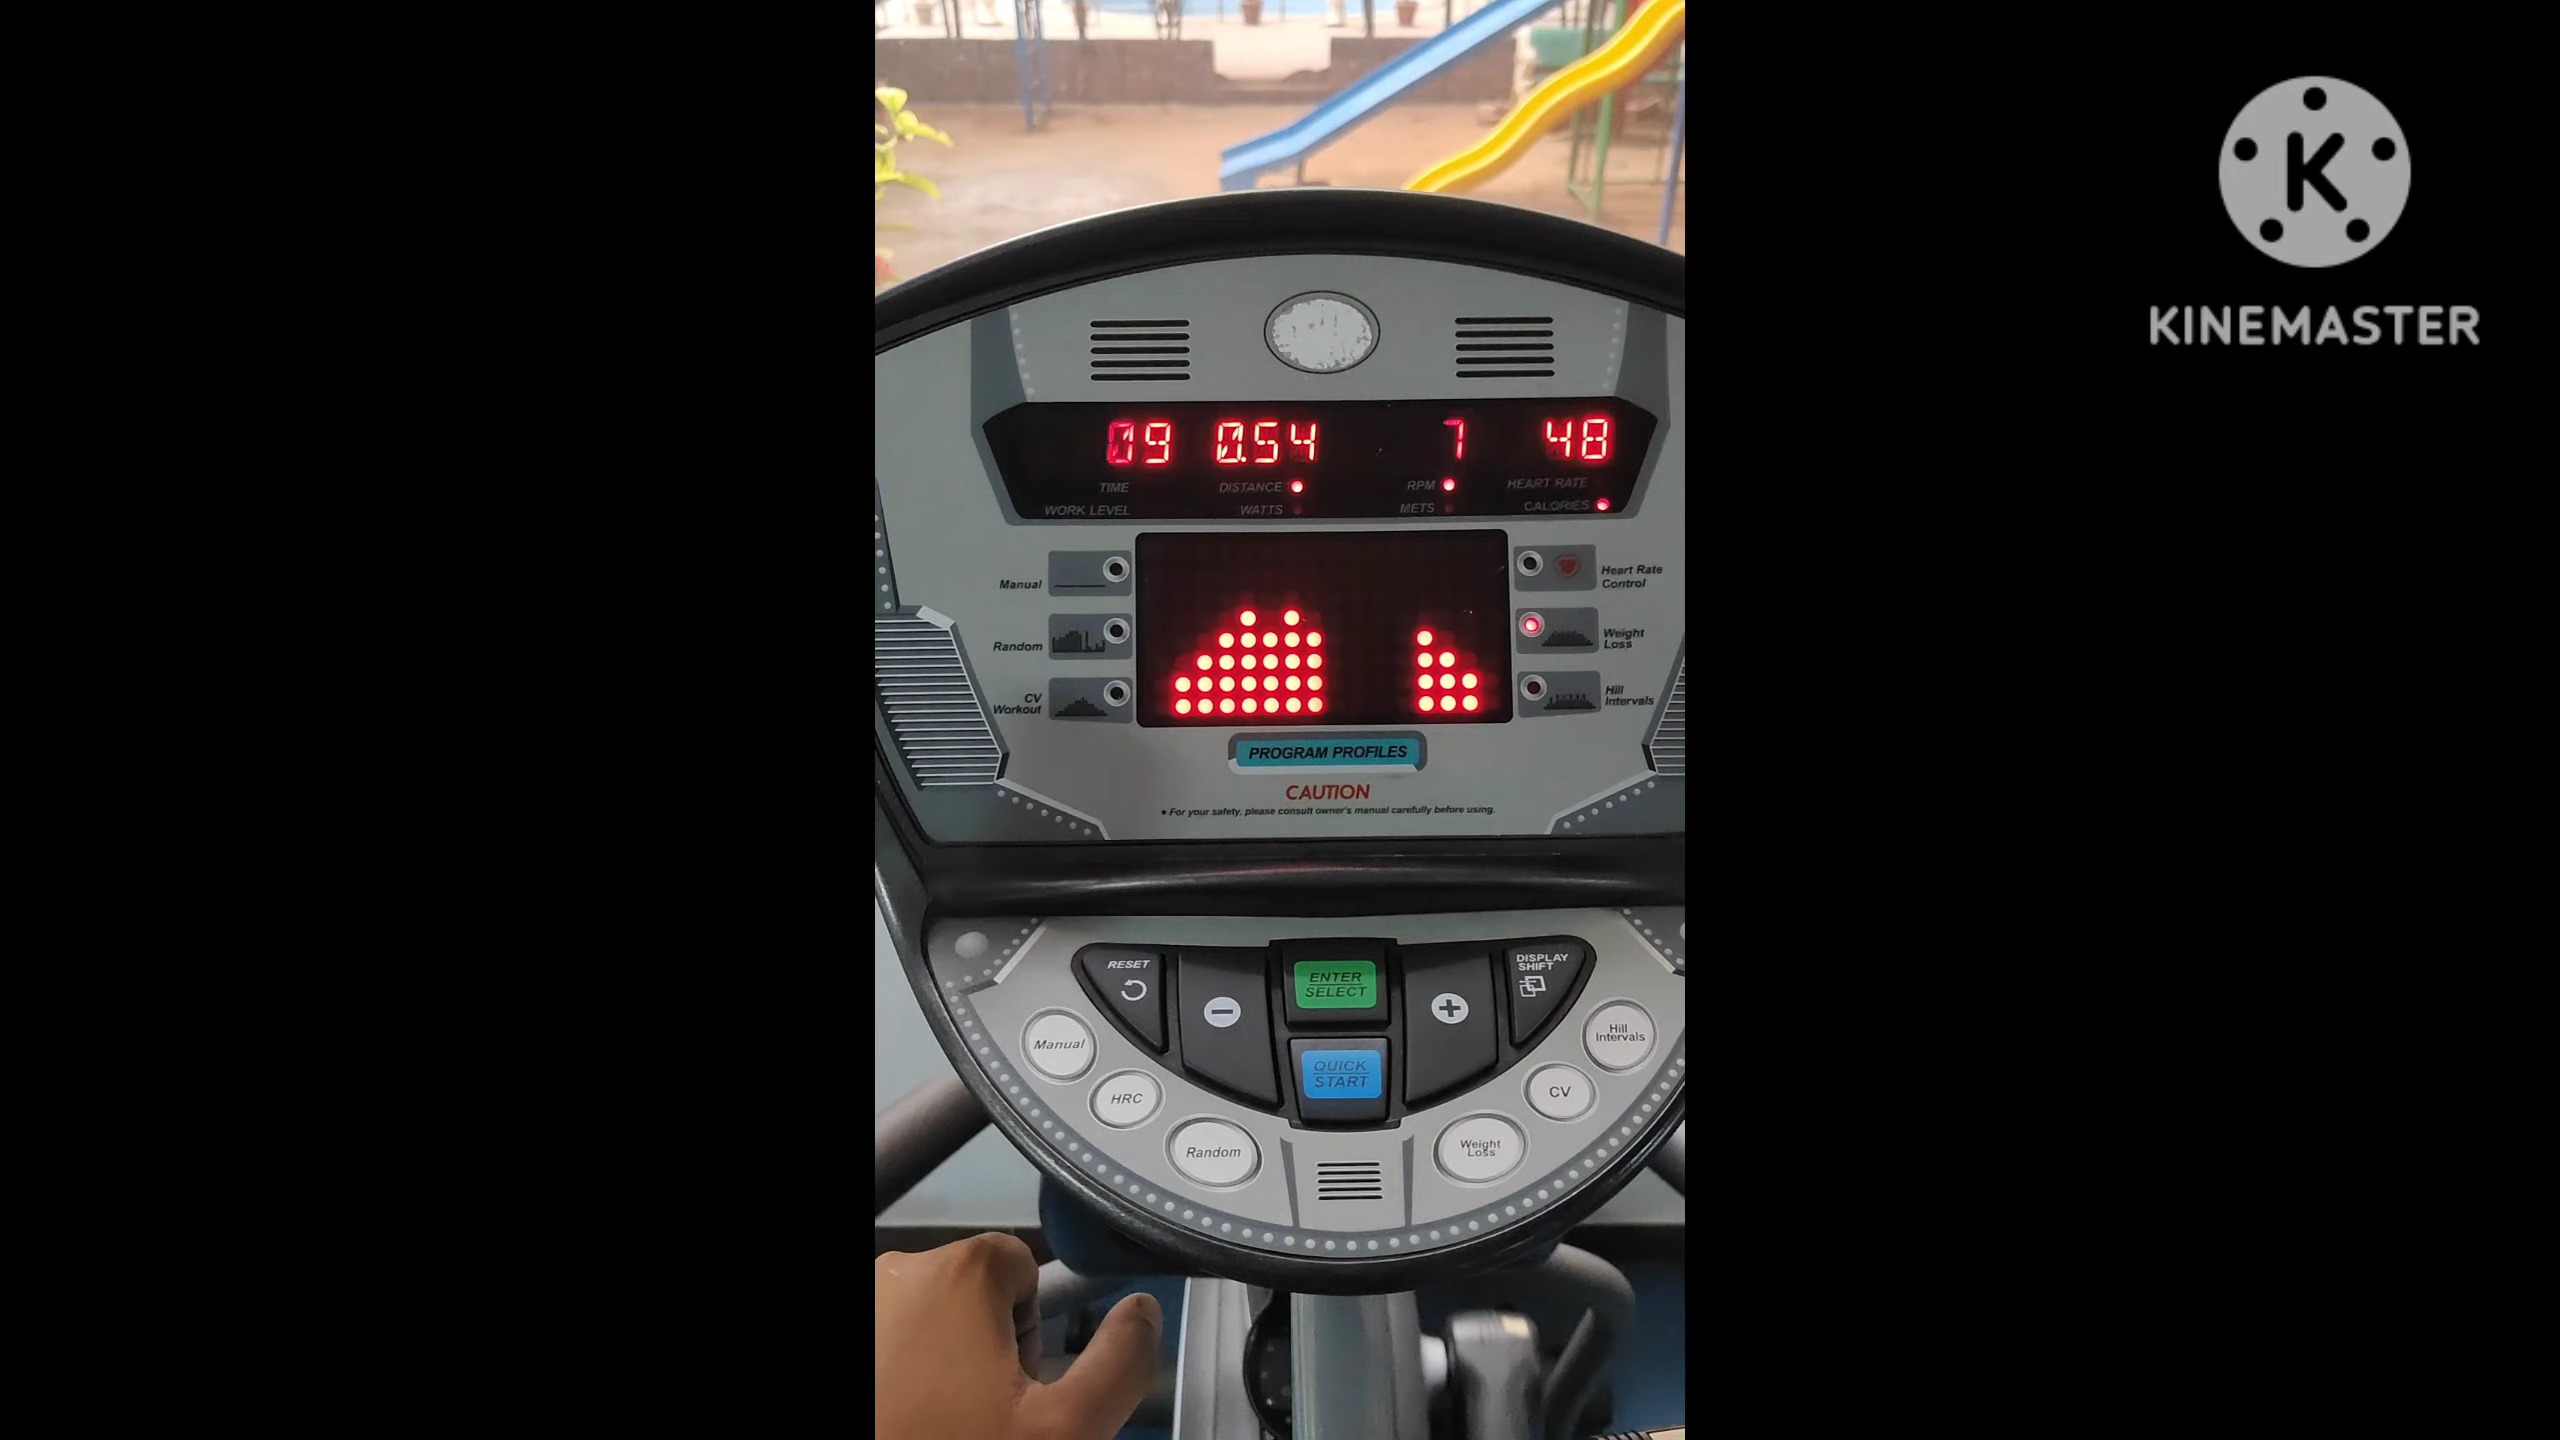 K
KINEMASTER
19 0.54 7 48
TIME DISTANCE RPM HEART RATE
WORK LEVEL WATTS METS CALORIES
Manual
Heart Rate
Control
Random
Weight
Loss
CV
Workout
Hill
Intervals
PROGRAM PROFILES
CAUTION
• For your safety, please consult owner's manual carefully before using.
RESET
ENTER
SELECT
DISPLAY
SHIFT
− +
QUICK
START
Manual
Hill
Intervals
HRC
CV
Random
Weight
Loss